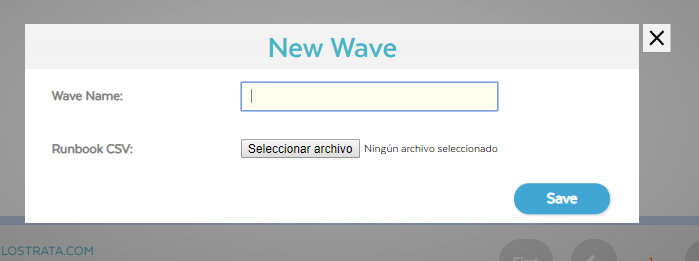 New Wave
Wave Name:
Runbook CSV:
Seleccionar archivo Ningún archivo seleccionado
Save
LOSTRATA.COM